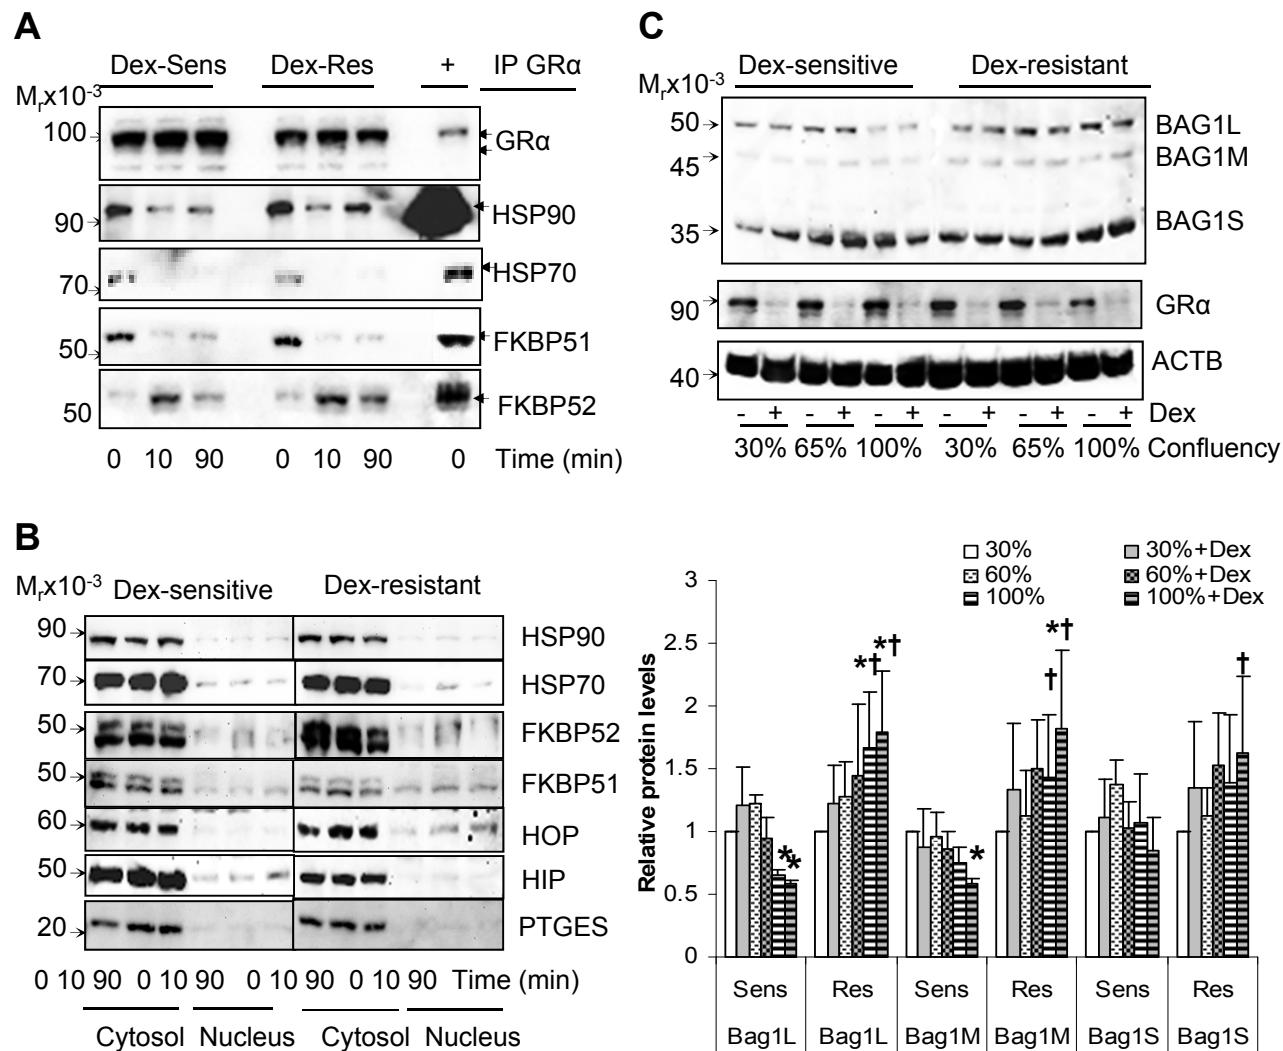 A
Dex-Sens Dex-Res + IP GRα
Mᵣx10⁻³
100 GRα
90 HSP90
70 HSP70
50 FKBP51
50 FKBP52
0 10 90 0 10 90 0 Time (min)
B
Mᵣx10⁻³ Dex-sensitive Dex-resistant
90 HSP90
70 HSP70
50 FKBP52
50 FKBP51
60 HOP
50 HIP
20 PTGES
0 10 90 0 10 90 0 10 90 0 10 90 Time (min)
Cytosol Nucleus Cytosol Nucleus
C
Dex-sensitive Dex-resistant
Mᵣx10⁻³
50 BAG1L
45 BAG1M
35 BAG1S
90 GRα
40 ACTB
- + - + - + - + - + - + Dex
30% 65% 100% 30% 65% 100% Confluency
30% 30%+Dex
60% 60%+Dex
100% 100%+Dex
Relative protein levels
3
2.5
2
1.5
1
0.5
0
* * *† *† * † *† †
Sens Res Sens Res Sens Res
Bag1L Bag1L Bag1M Bag1M Bag1S Bag1S